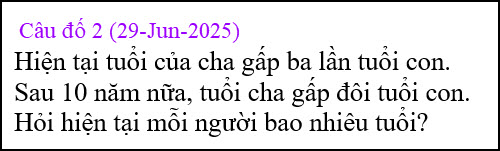 Câu đố 2 (29-Jun-2025)
Hiện tại tuổi của cha gấp ba lần tuổi con.
Sau 10 năm nữa, tuổi cha gấp đôi tuổi con.
Hỏi hiện tại mỗi người bao nhiêu tuổi?